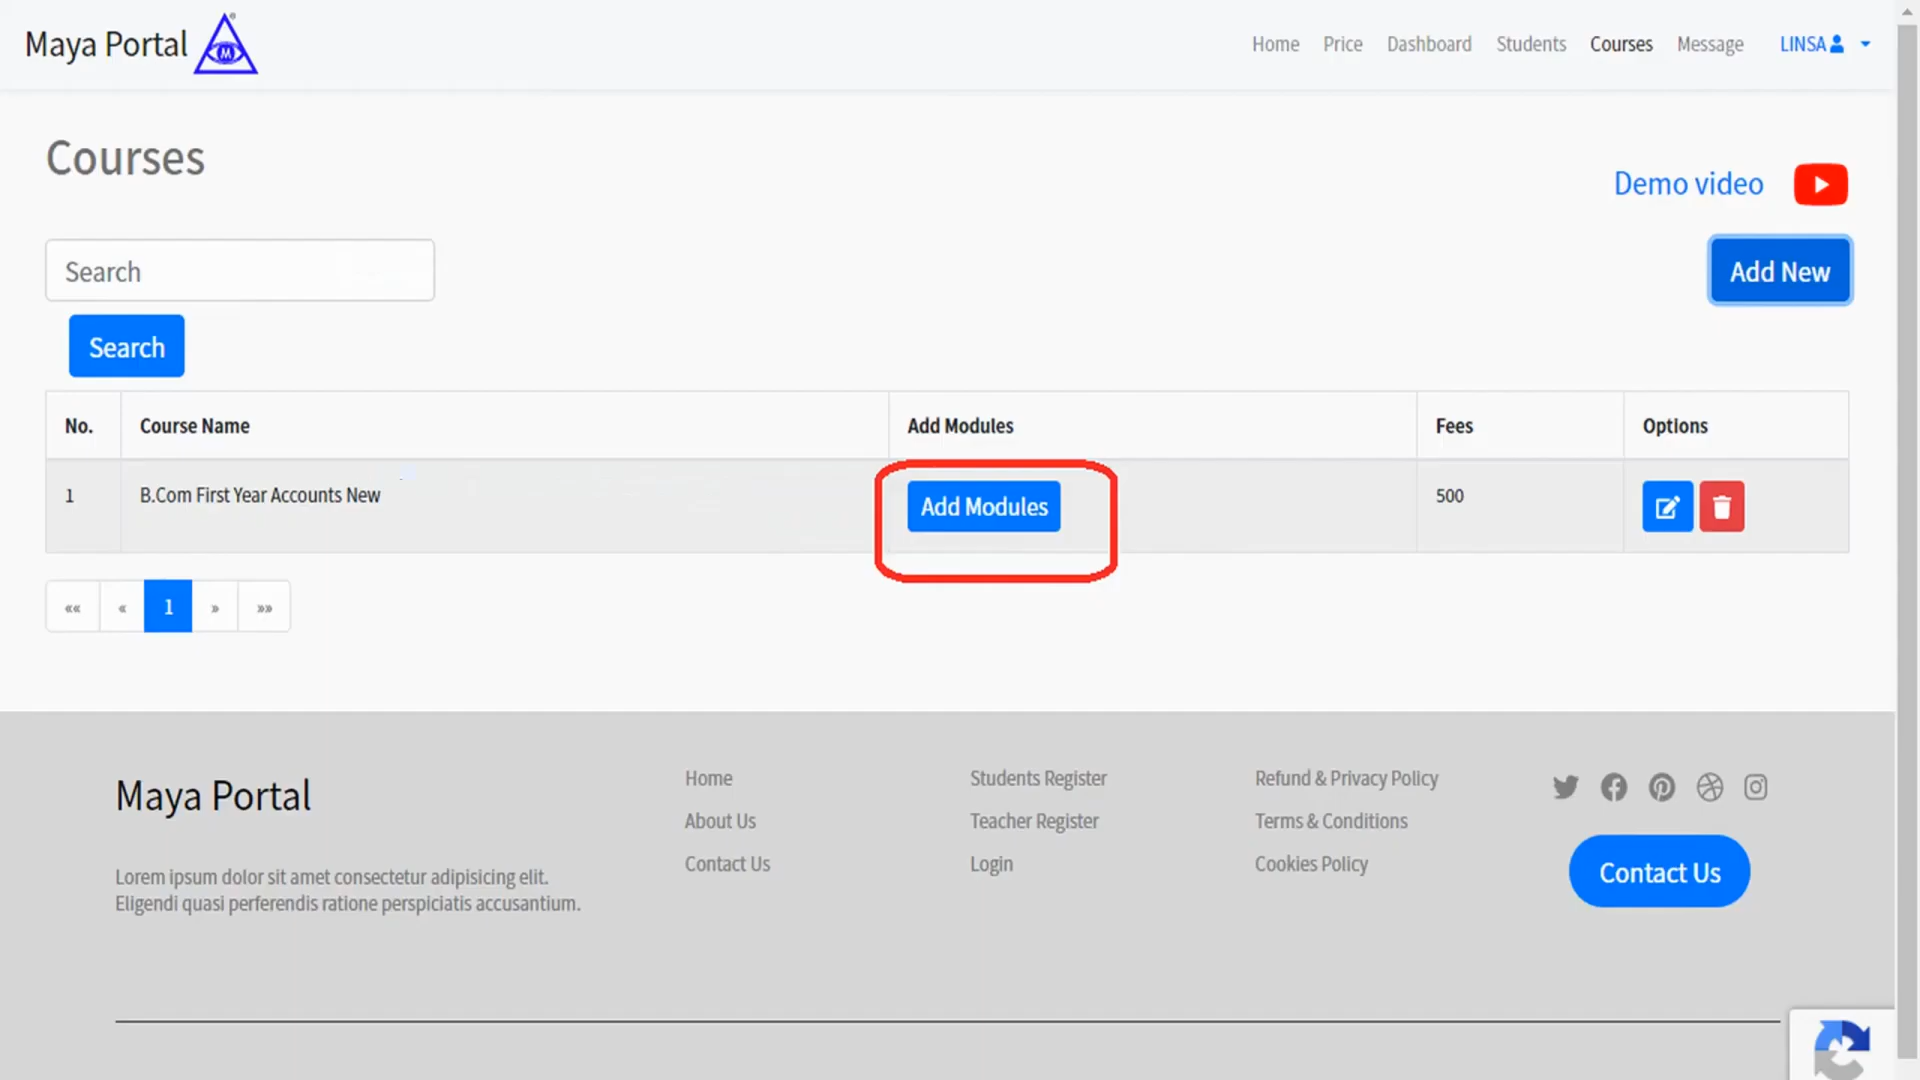 Maya Portal
M
Home Price Dashboard Students Courses Message LINSA
Courses
Demo video
Search
Add New
Search
No. Course Name Add Modules Fees Options
1 B.Com First Year Accounts New Add Modules 500
«« « 1 » »»
Maya Portal
Lorem ipsum dolor sit amet consectetur adipisicing elit.
Eligendi quasi perferendis ratione perspiciatis accusantium.
Home
About Us
Contact Us
Students Register
Teacher Register
Login
Refund & Privacy Policy
Terms & Conditions
Cookies Policy
Contact Us